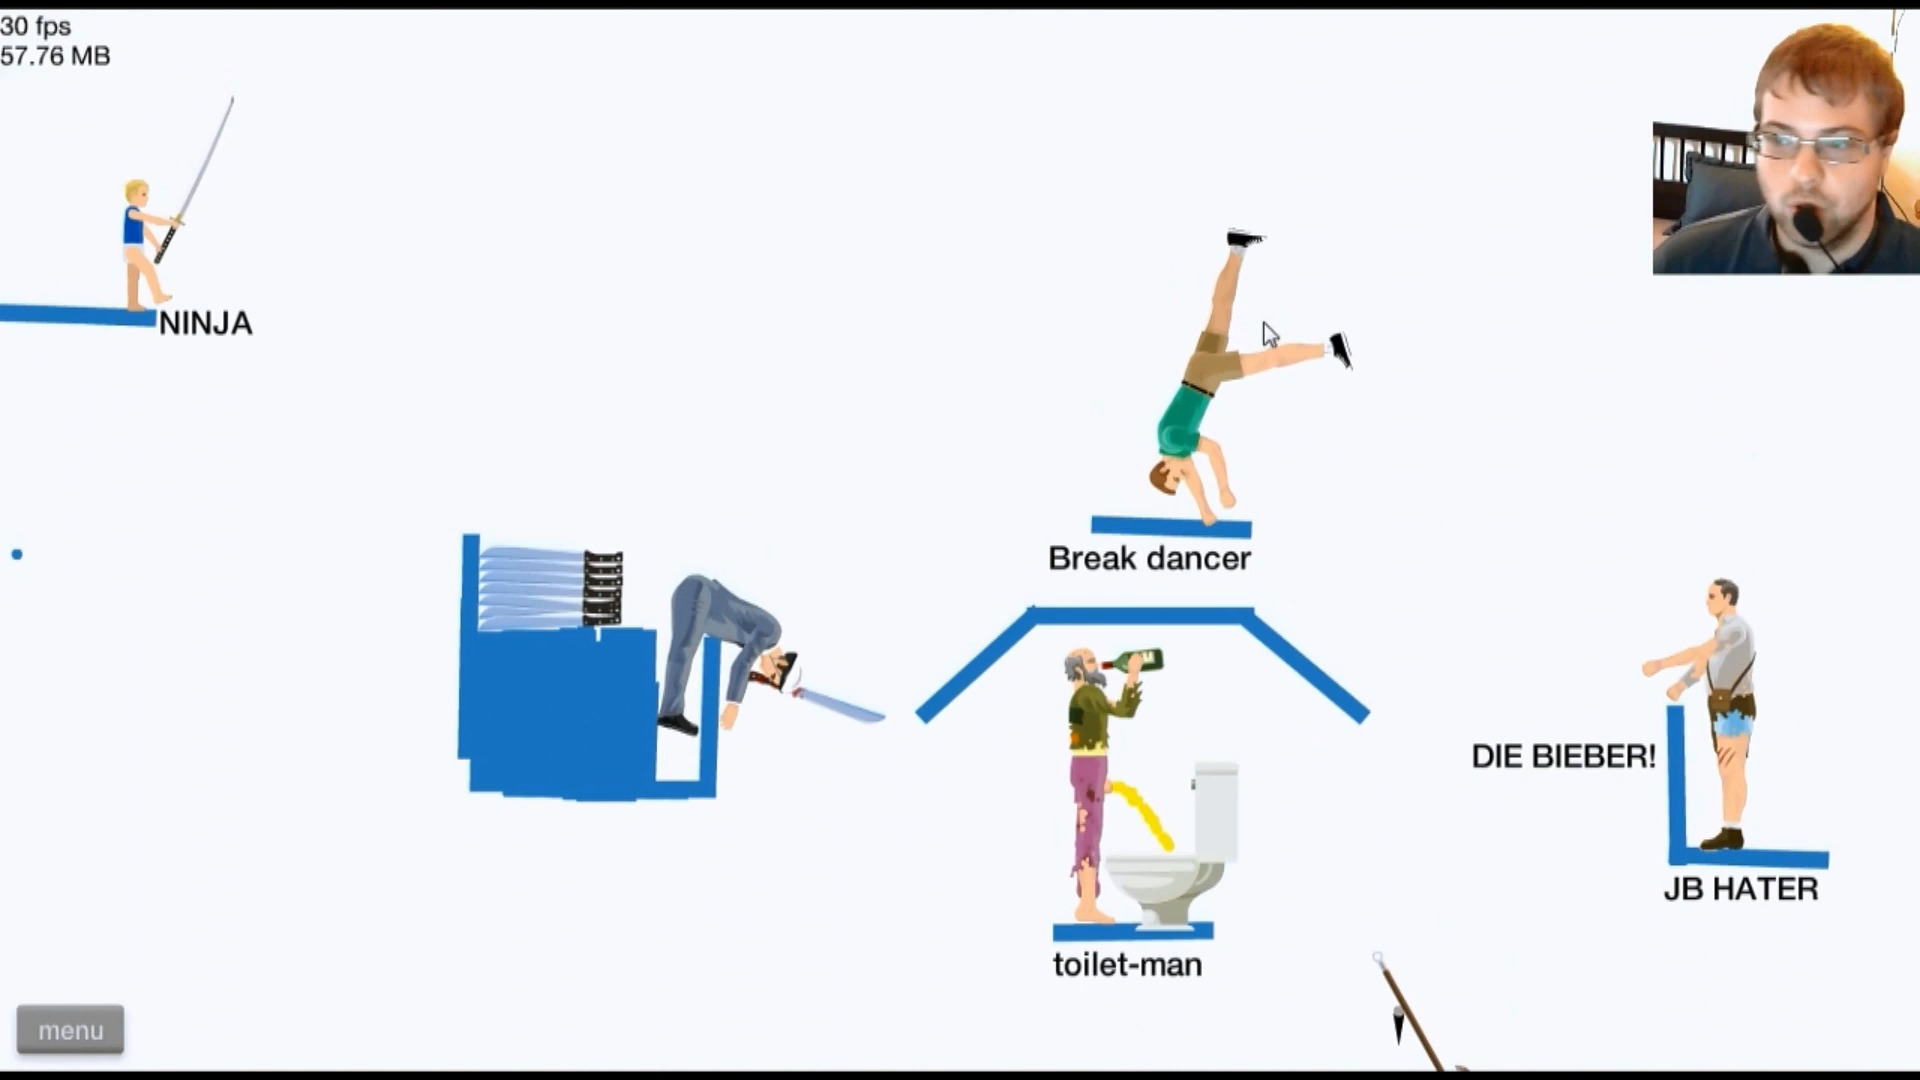 30 fps
57.76 MB
NINJA
Break dancer
DIE BIEBER!
JB HATER
toilet-man
menu